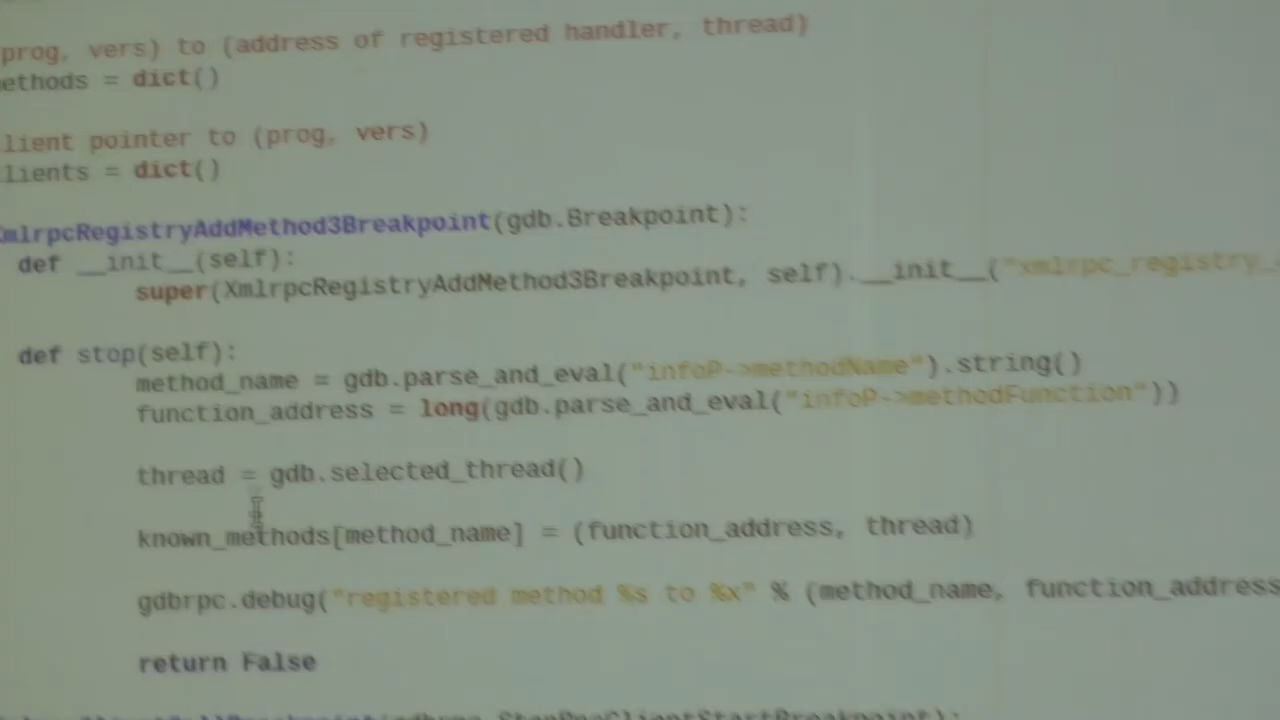 prog, vers) to (address of registered handler, thread)
ethods = dict()
lient pointer to (prog, vers)
lients = dict()
XmlrpcRegistryAddMethod3Breakpoint(gdb.Breakpoint):
def __init__(self):
super(XmlrpcRegistryAddMethod3Breakpoint, self).__init__("xmlrpc_registry_
def stop(self):
method_name = gdb.parse_and_eval("infoP->methodName").string()
function_address = long(gdb.parse_and_eval("infoP->methodFunction"))
thread = gdb.selected_thread()
known_methods[method_name] = (function_address, thread)
gdbrpc.debug("registered method %s to %x" % (method_name, function_address
return False